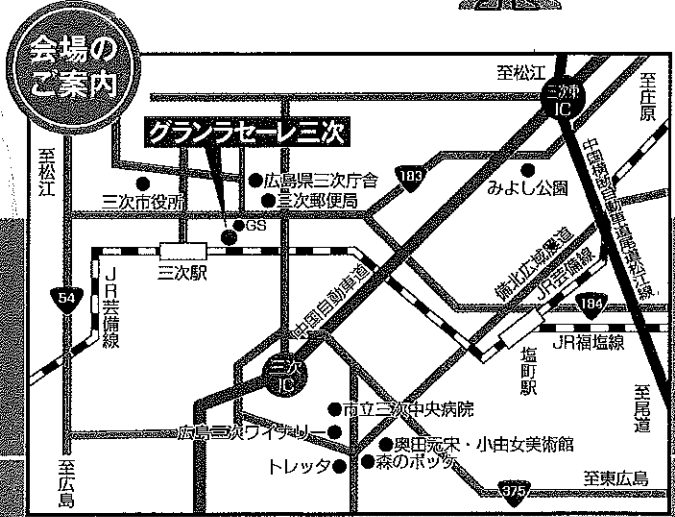 会場の
ご案内
至松江
三次東
IC
至庄原
グランラセーレ三次
至松江
広島県三次庁舎
183
みよし公園
三次市役所
三次郵便局
GS
中国横断自動車道尾道松江線
三次駅
備北広域農道
JR芸備線
54
JR芸備線
中国自動車道
184
JR福塩線
塩町駅
三次
IC
至尾道
市立三次中央病院
広島三次ワイナリー
奥田元宋・小由女美術館
トレッタ
森のポッケ
至広島
375
至東広島